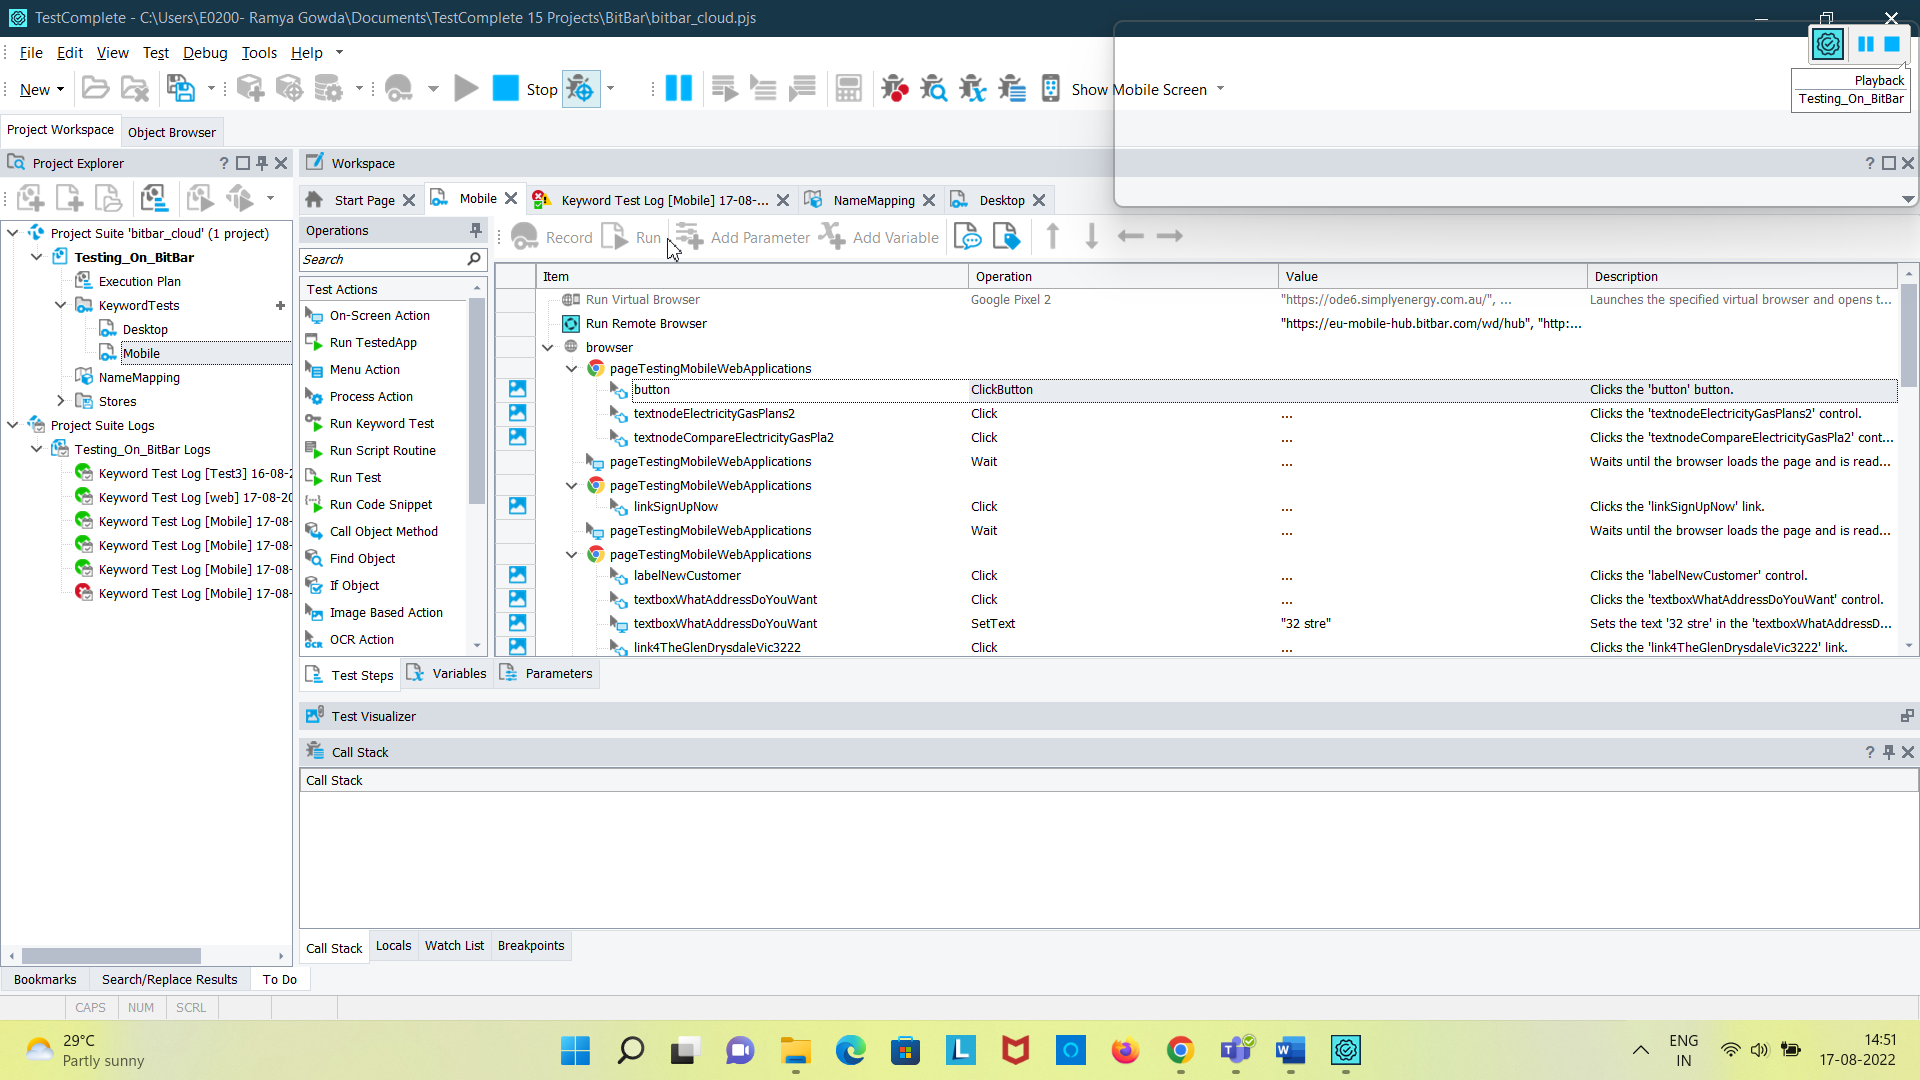 TestComplete - C:\Users\E0200- Ramya Gowda\Documents\TestComplete 15 Projects\BitBar\bitbar_cloud.pjs
File Edit View Test Debug Tools Help
New Stop Show Mobile Screen
Playback
Testing_On_BitBar
Project Workspace Object Browser
Project Explorer
Project Suite 'bitbar_cloud' (1 project)
Testing_On_BitBar
Execution Plan
KeywordTests
Desktop
Mobile
NameMapping
Stores
Project Suite Logs
Testing_On_BitBar Logs
Keyword Test Log [Test3] 16-08-2
Keyword Test Log [web] 17-08-20
Keyword Test Log [Mobile] 17-08-
Keyword Test Log [Mobile] 17-08-
Keyword Test Log [Mobile] 17-08-
Keyword Test Log [Mobile] 17-08-
Workspace
Start Page Mobile Keyword Test Log [Mobile] 17-08-... NameMapping Desktop
Operations
Search
Test Actions
On-Screen Action
Run TestedApp
Menu Action
Process Action
Run Keyword Test
Run Script Routine
Run Test
Run Code Snippet
Call Object Method
Find Object
If Object
Image Based Action
OCR Action
Record Run Add Parameter Add Variable
Item Operation Value Description
Run Virtual Browser Google Pixel 2 "https://ode6.simplyenergy.com.au/", ... Launches the specified virtual browser and opens t...
Run Remote Browser "https://eu-mobile-hub.bitbar.com/wd/hub", "http:...
browser
pageTestingMobileWebApplications
button ClickButton Clicks the 'button' button.
textnodeElectricityGasPlans2 Click ... Clicks the 'textnodeElectricityGasPlans2' control.
textnodeCompareElectricityGasPla2 Click ... Clicks the 'textnodeCompareElectricityGasPla2' cont...
pageTestingMobileWebApplications Wait ... Waits until the browser loads the page and is read...
pageTestingMobileWebApplications
linkSignUpNow Click ... Clicks the 'linkSignUpNow' link.
pageTestingMobileWebApplications Wait ... Waits until the browser loads the page and is read...
pageTestingMobileWebApplications
labelNewCustomer Click ... Clicks the 'labelNewCustomer' control.
textboxWhatAddressDoYouWant Click ... Clicks the 'textboxWhatAddressDoYouWant' control.
textboxWhatAddressDoYouWant SetText "32 stre" Sets the text '32 stre' in the 'textboxWhatAddressD...
link4TheGlenDrysdaleVic3222 Click ... Clicks the 'link4TheGlenDrysdaleVic3222' link.
Test Steps Variables Parameters
Test Visualizer
Call Stack
Call Stack
Call Stack Locals Watch List Breakpoints
Bookmarks Search/Replace Results To Do
CAPS NUM SCRL
29°C
Partly sunny
ENG
IN
14:51
17-08-2022